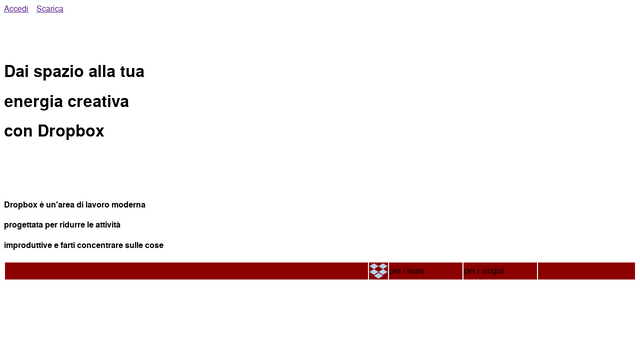 Accedi Scarica
Dai spazio alla tua
energia creativa
con Dropbox
Dropbox è un'area di lavoro moderna
progettata per ridurre le attività
improduttive e farti concentrare sulle cose
per i team per i singoli